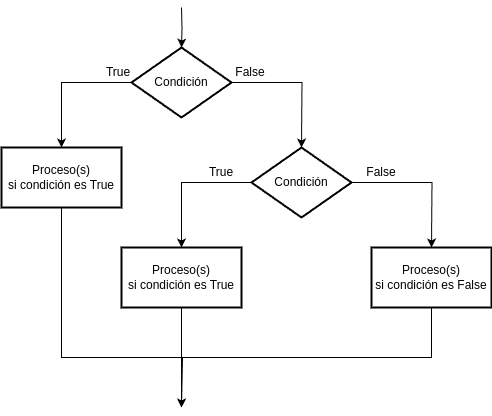 True
False
Condición
True
False
Condición
Proceso(s)
si condición es True
Proceso(s)
si condición es True
Proceso(s)
si condición es False